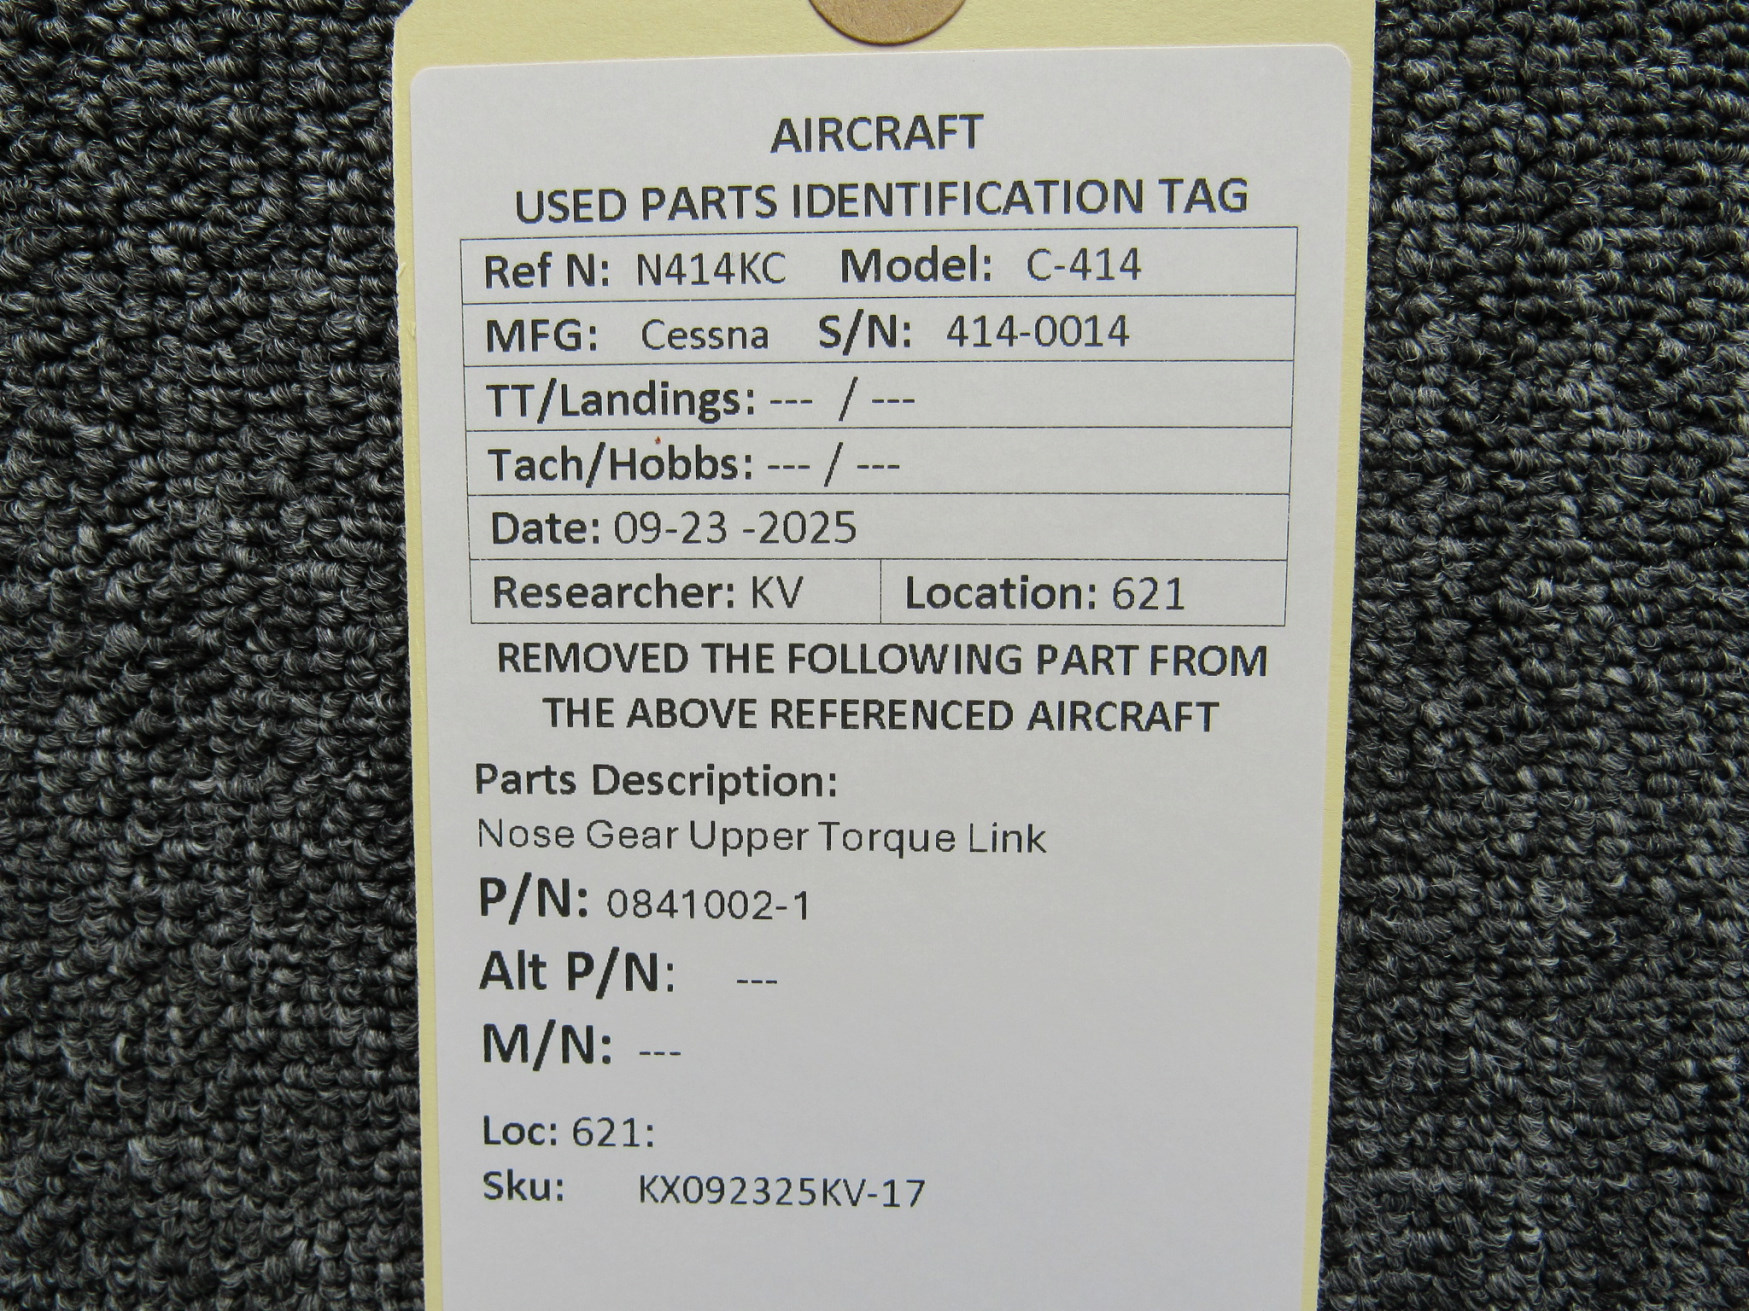 AIRCRAFT
USED PARTS IDENTIFICATION TAG
Ref N: N414KC Model: C-414
MFG: Cessna S/N: 414-0014
TT/Landings: --- / ---
Tach/Hobbs: --- / ---
Date: 09-23 -2025
Researcher: KV Location: 621
REMOVED THE FOLLOWING PART FROM
THE ABOVE REFERENCED AIRCRAFT
Parts Description:
Nose Gear Upper Torque Link
P/N: 0841002-1
Alt P/N: ---
M/N: ---
Loc: 621:
Sku: KX092325KV-17